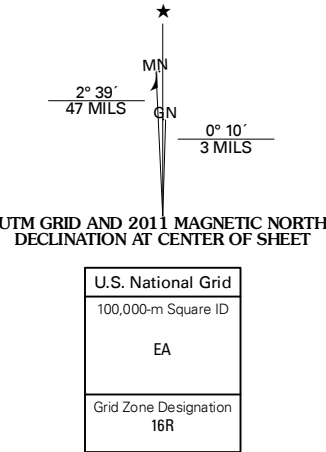 ★
MN
GN
2° 39´
47 MILS
0° 10´
3 MILS
UTM GRID AND 2011 MAGNETIC NORTH
DECLINATION AT CENTER OF SHEET
U.S. National Grid
100,000-m Square ID
EA
Grid Zone Designation
16R